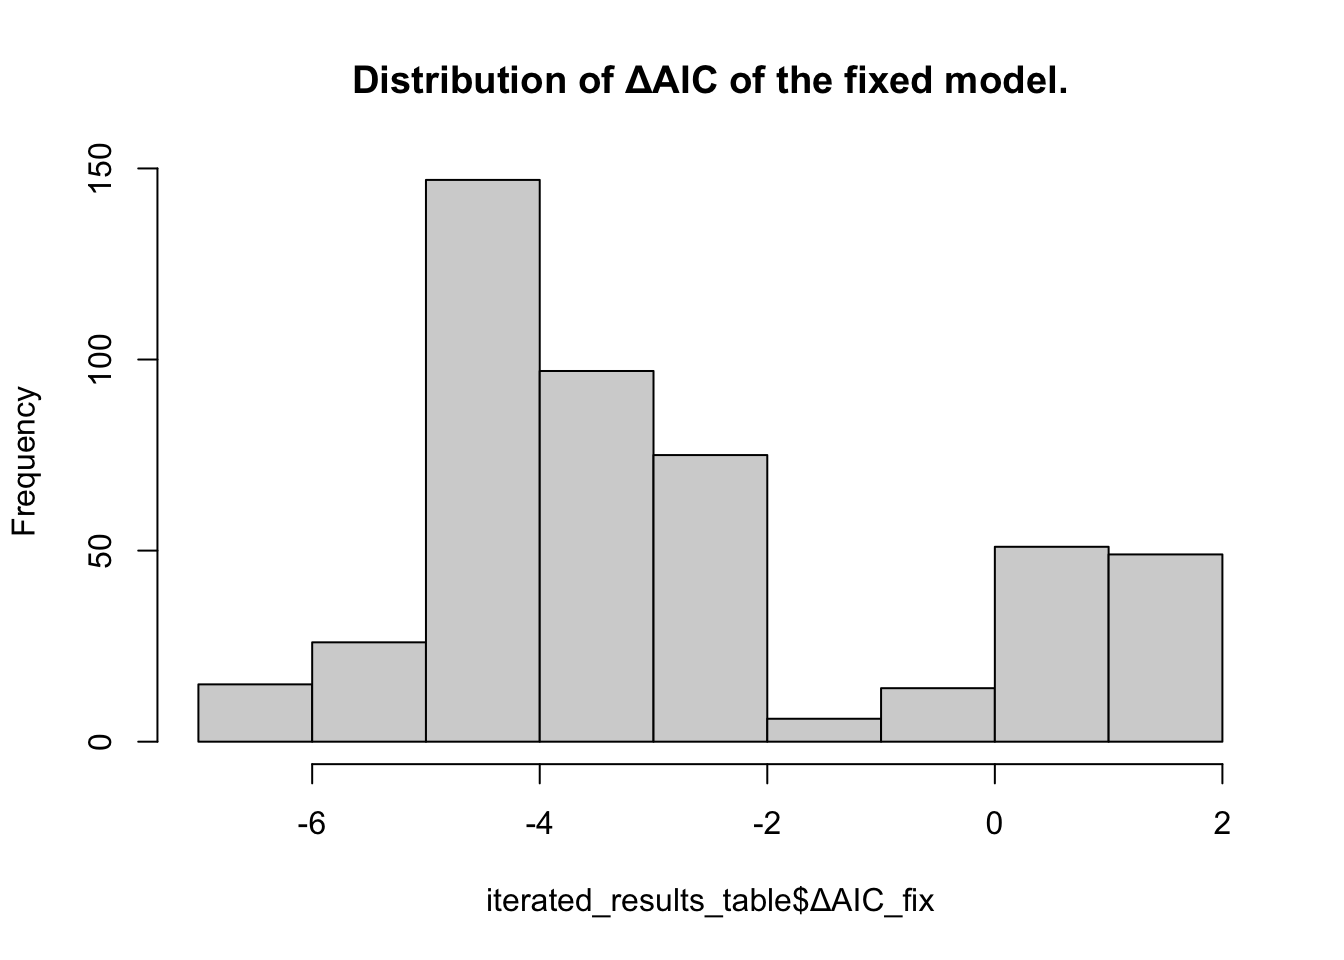 Distribution of ΔAIC of the fixed model.
Frequency
150
100
50
0
-6 -4 -2 0 2
iterated_results_table$ΔAIC_fix